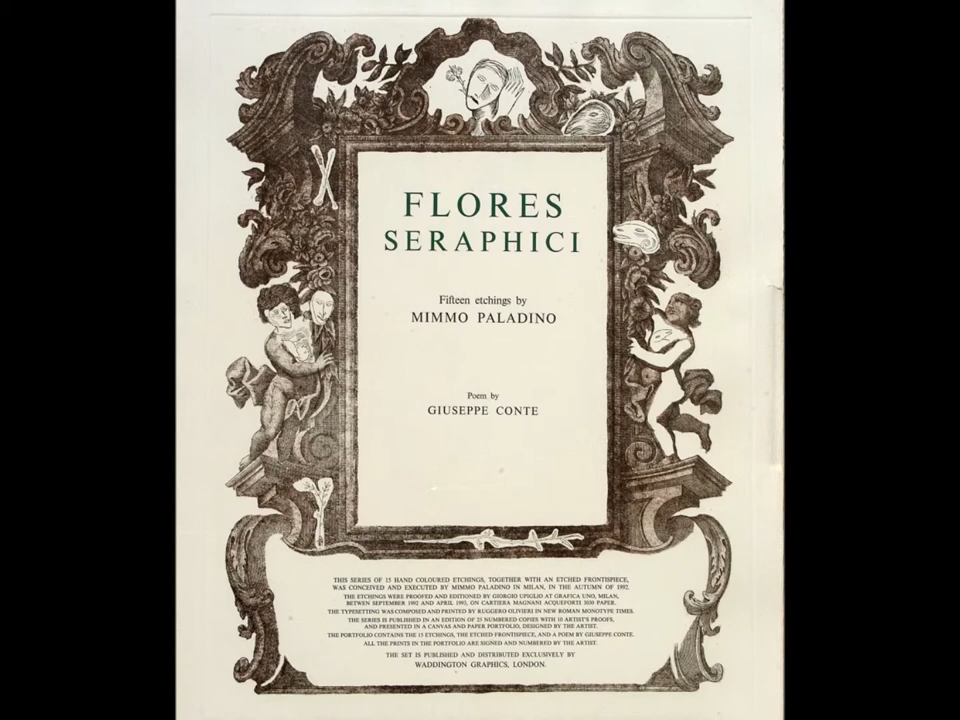 FLORES
SERAPHICI
Fifteen etchings by
MIMMO PALADINO
Poem by
GIUSEPPE CONTE
THIS SERIES OF 15 HAND COLOURED ETCHINGS, TOGETHER WITH AN ETCHED FRONTISPIECE,
WAS CONCEIVED AND EXECUTED BY MIMMO PALADINO IN MILAN, IN THE AUTUMN OF 1992.
THE ETCHINGS WERE PROOFED AND EDITIONED BY GIORGIO UPIGLIO AT GRAFICA UNO, MILAN,
BETWEN SEPTEMBER 1992 AND APRIL 1993, ON CARTIERA MAGNANI ACQUEFORTI 3030 PAPER.
THE TYPESETTING WAS COMPOSED AND PRINTED BY RUGGERO OLIVIERI IN NEW ROMAN MONOTYPE TIMES.
THE SERIES IS PUBLISHED IN AN EDITION OF 25 NUMBERED COPIES WITH 10 ARTIST'S PROOFS,
AND PRESENTED IN A CANVAS AND PAPER PORTFOLIO, DESIGNED BY THE ARTIST.
THE PORTFOLIO CONTAINS THE 15 ETCHINGS, THE ETCHED FRONTISPIECE, AND A POEM BY GIUSEPPE CONTE.
ALL THE PRINTS IN THE PORTFOLIO ARE SIGNED AND NUMBERED BY THE ARTIST.
THE SET IS PUBLISHED AND DISTRIBUTED EXCLUSIVELY BY
WADDINGTON GRAPHICS, LONDON.